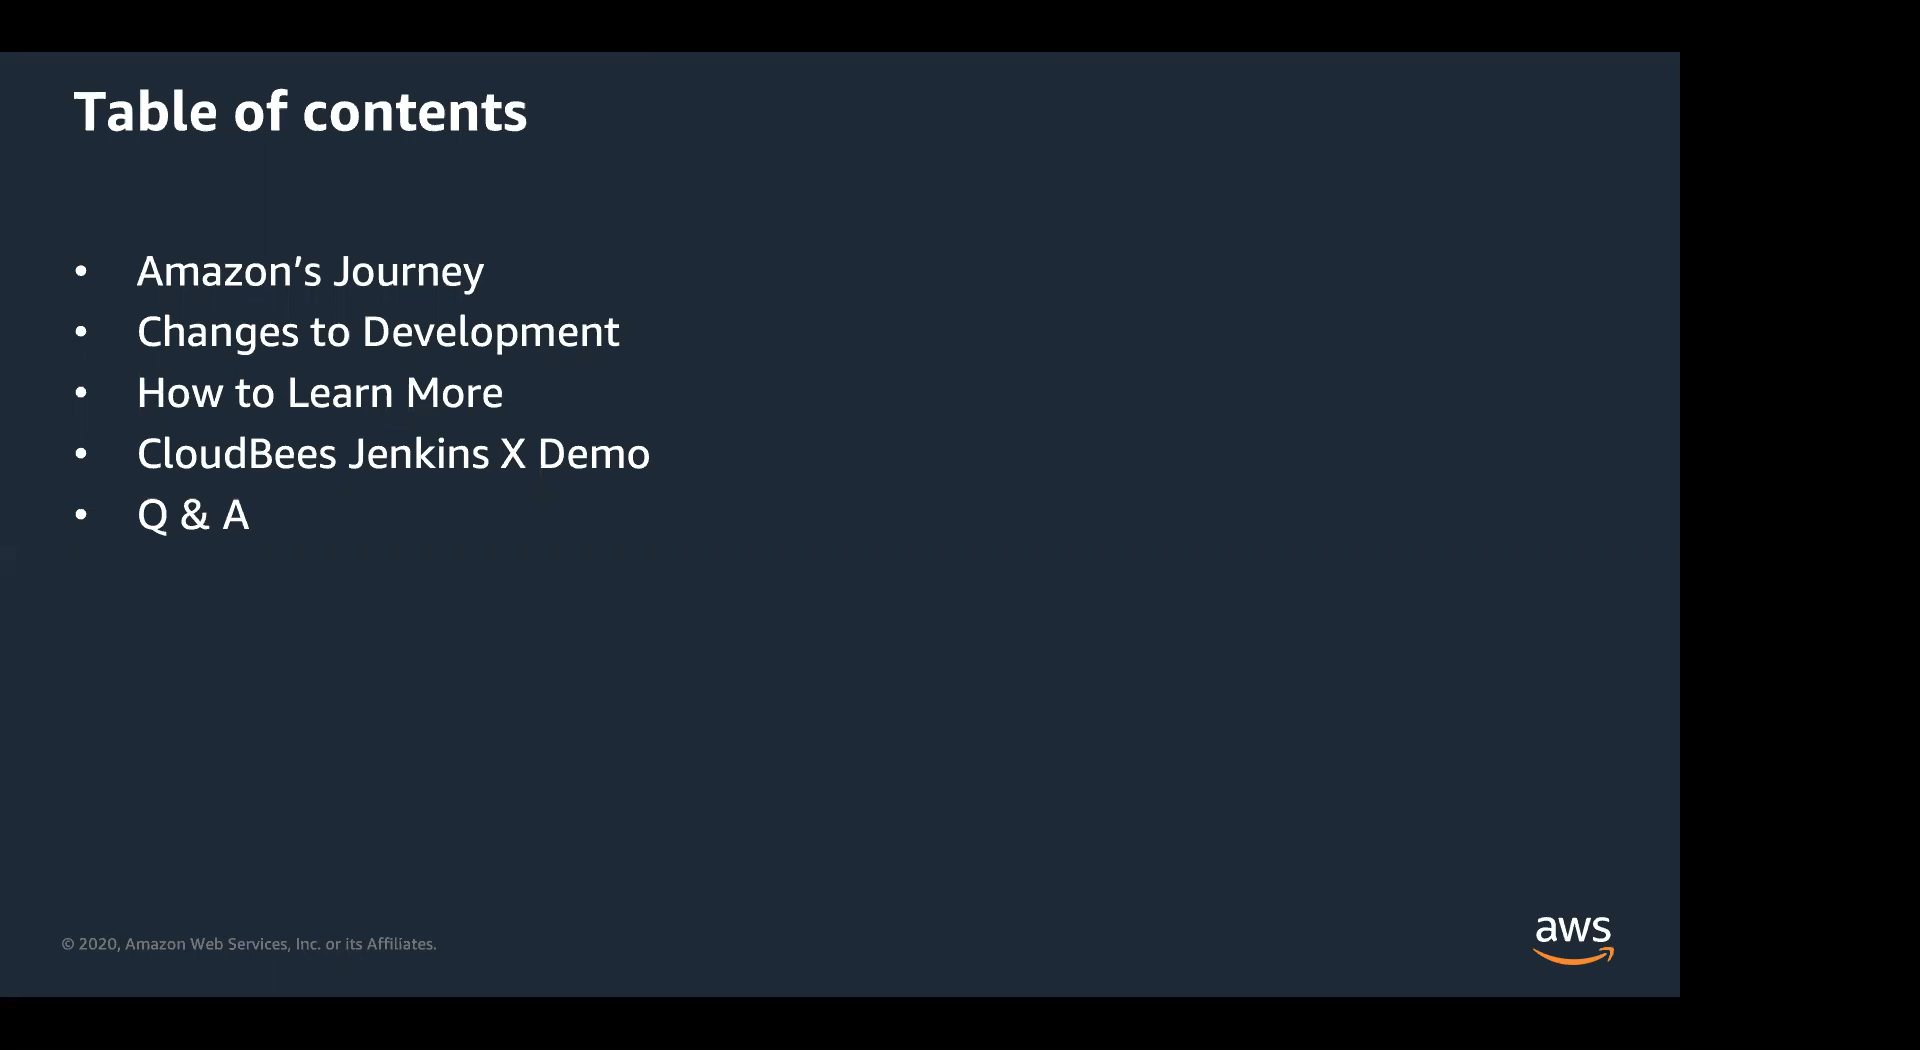 Table of contents
• Amazon’s Journey
• Changes to Development
• How to Learn More
• CloudBees Jenkins X Demo
• Q & A
© 2020, Amazon Web Services, Inc. or its Affiliates.
aws